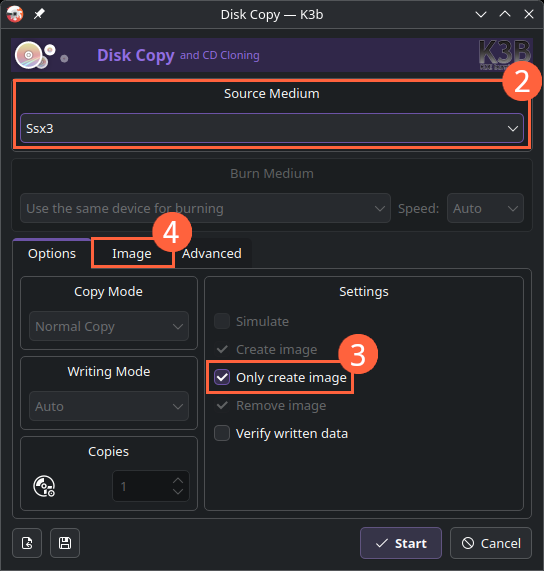 Disk Copy — K3b
Disk Copy and CD Cloning
K3B
2
Source Medium
Ssx3
Burn Medium
Use the same device for burning
Speed:
Auto
4
Options
Image
Advanced
Copy Mode
Normal Copy
Writing Mode
Auto
Copies
1
Settings
Simulate
Create image
3
Only create image
Remove image
Verify written data
Start
Cancel